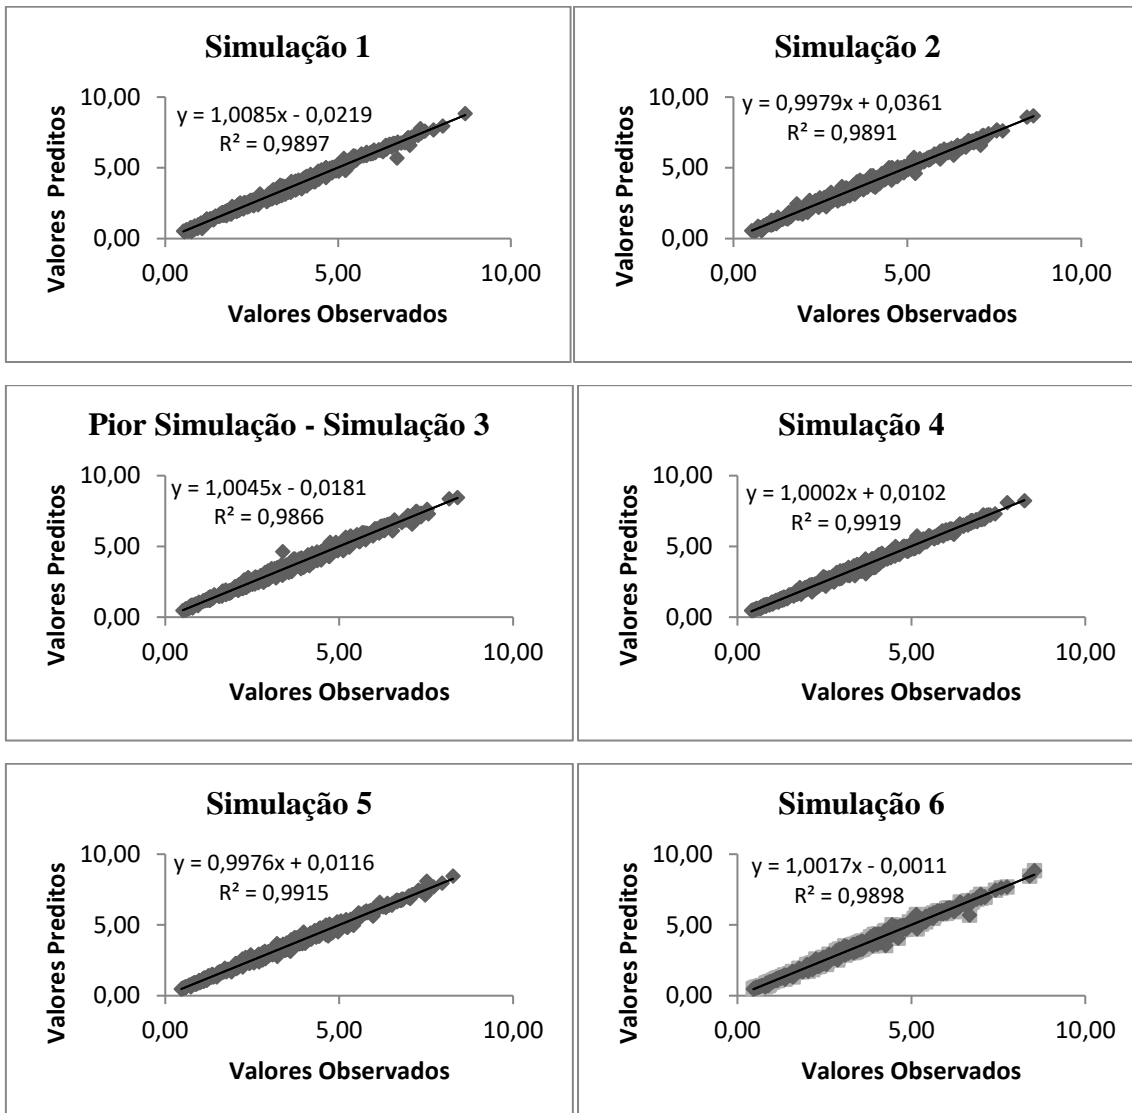 Simulação 1
y = 1,0085x - 0,0219
R² = 0,9897
10,00
5,00
0,00
0,00 5,00 10,00
Valores Preditos
Valores Observados
Simulação 2
y = 0,9979x + 0,0361
R² = 0,9891
10,00
5,00
0,00
0,00 5,00 10,00
Valores Preditos
Valores Observados
Pior Simulação - Simulação 3
y = 1,0045x - 0,0181
R² = 0,9866
10,00
5,00
0,00
0,00 5,00 10,00
Valores Preditos
Valores Observados
Simulação 4
y = 1,0002x + 0,0102
R² = 0,9919
10,00
5,00
0,00
0,00 5,00 10,00
Valores Preditos
Valores Observados
Simulação 5
y = 0,9976x + 0,0116
R² = 0,9915
10,00
5,00
0,00
0,00 5,00 10,00
Valores Preditos
Valores Observados
Simulação 6
y = 1,0017x - 0,0011
R² = 0,9898
10,00
5,00
0,00
0,00 5,00 10,00
Valores Preditos
Valores Observados